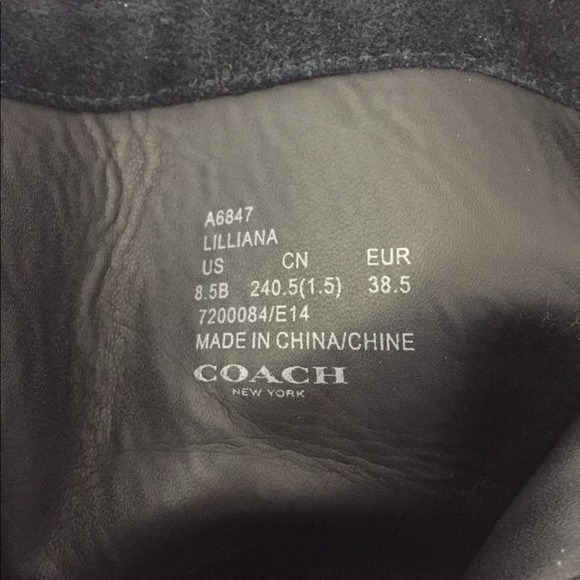 A6847
LILLIANA
US CN EUR
8.5B 240.5(1.5) 38.5
7200084/E14
MADE IN CHINA/CHINE
COACH
NEW YORK